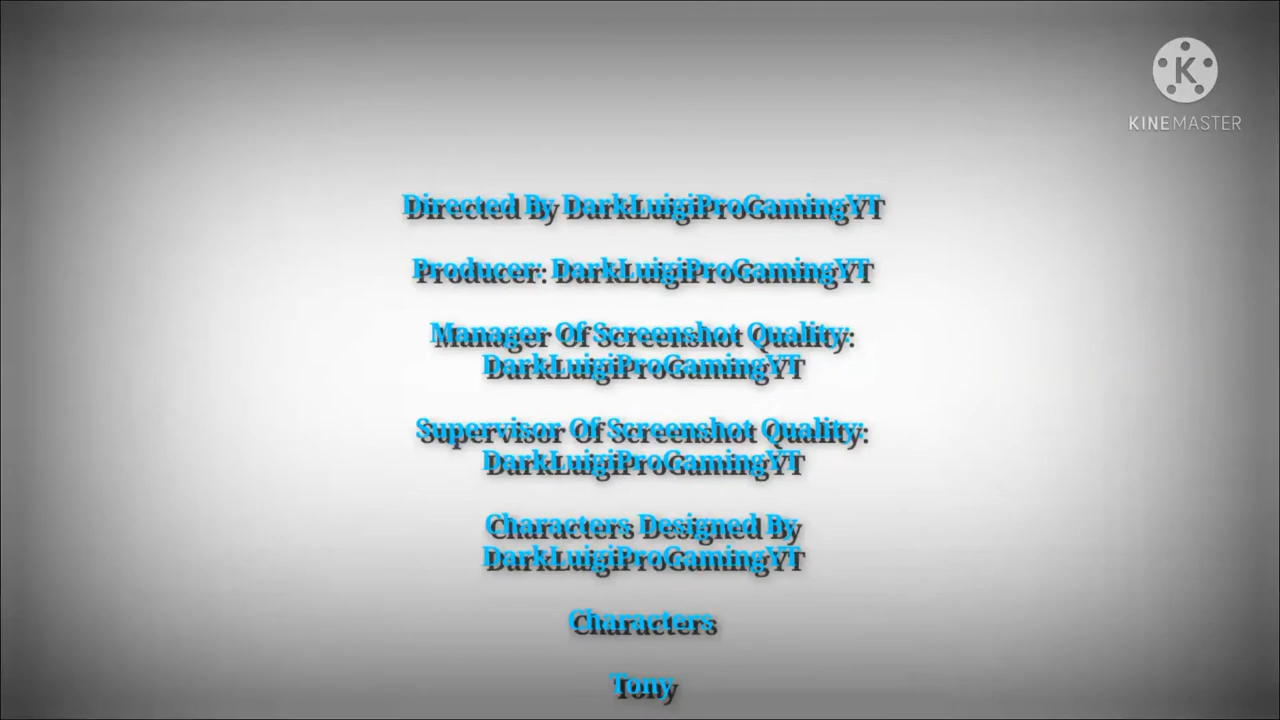 KINEMASTER
Directed By DarkLuigiProGamingYT
Producer: DarkLuigiProGamingYT
Manager Of Screenshot Quality:
DarkLuigiProGamingYT
Supervisor Of Screenshot Quality:
DarkLuigiProGamingYT
Characters Designed By
DarkLuigiProGamingYT
Characters
Tony